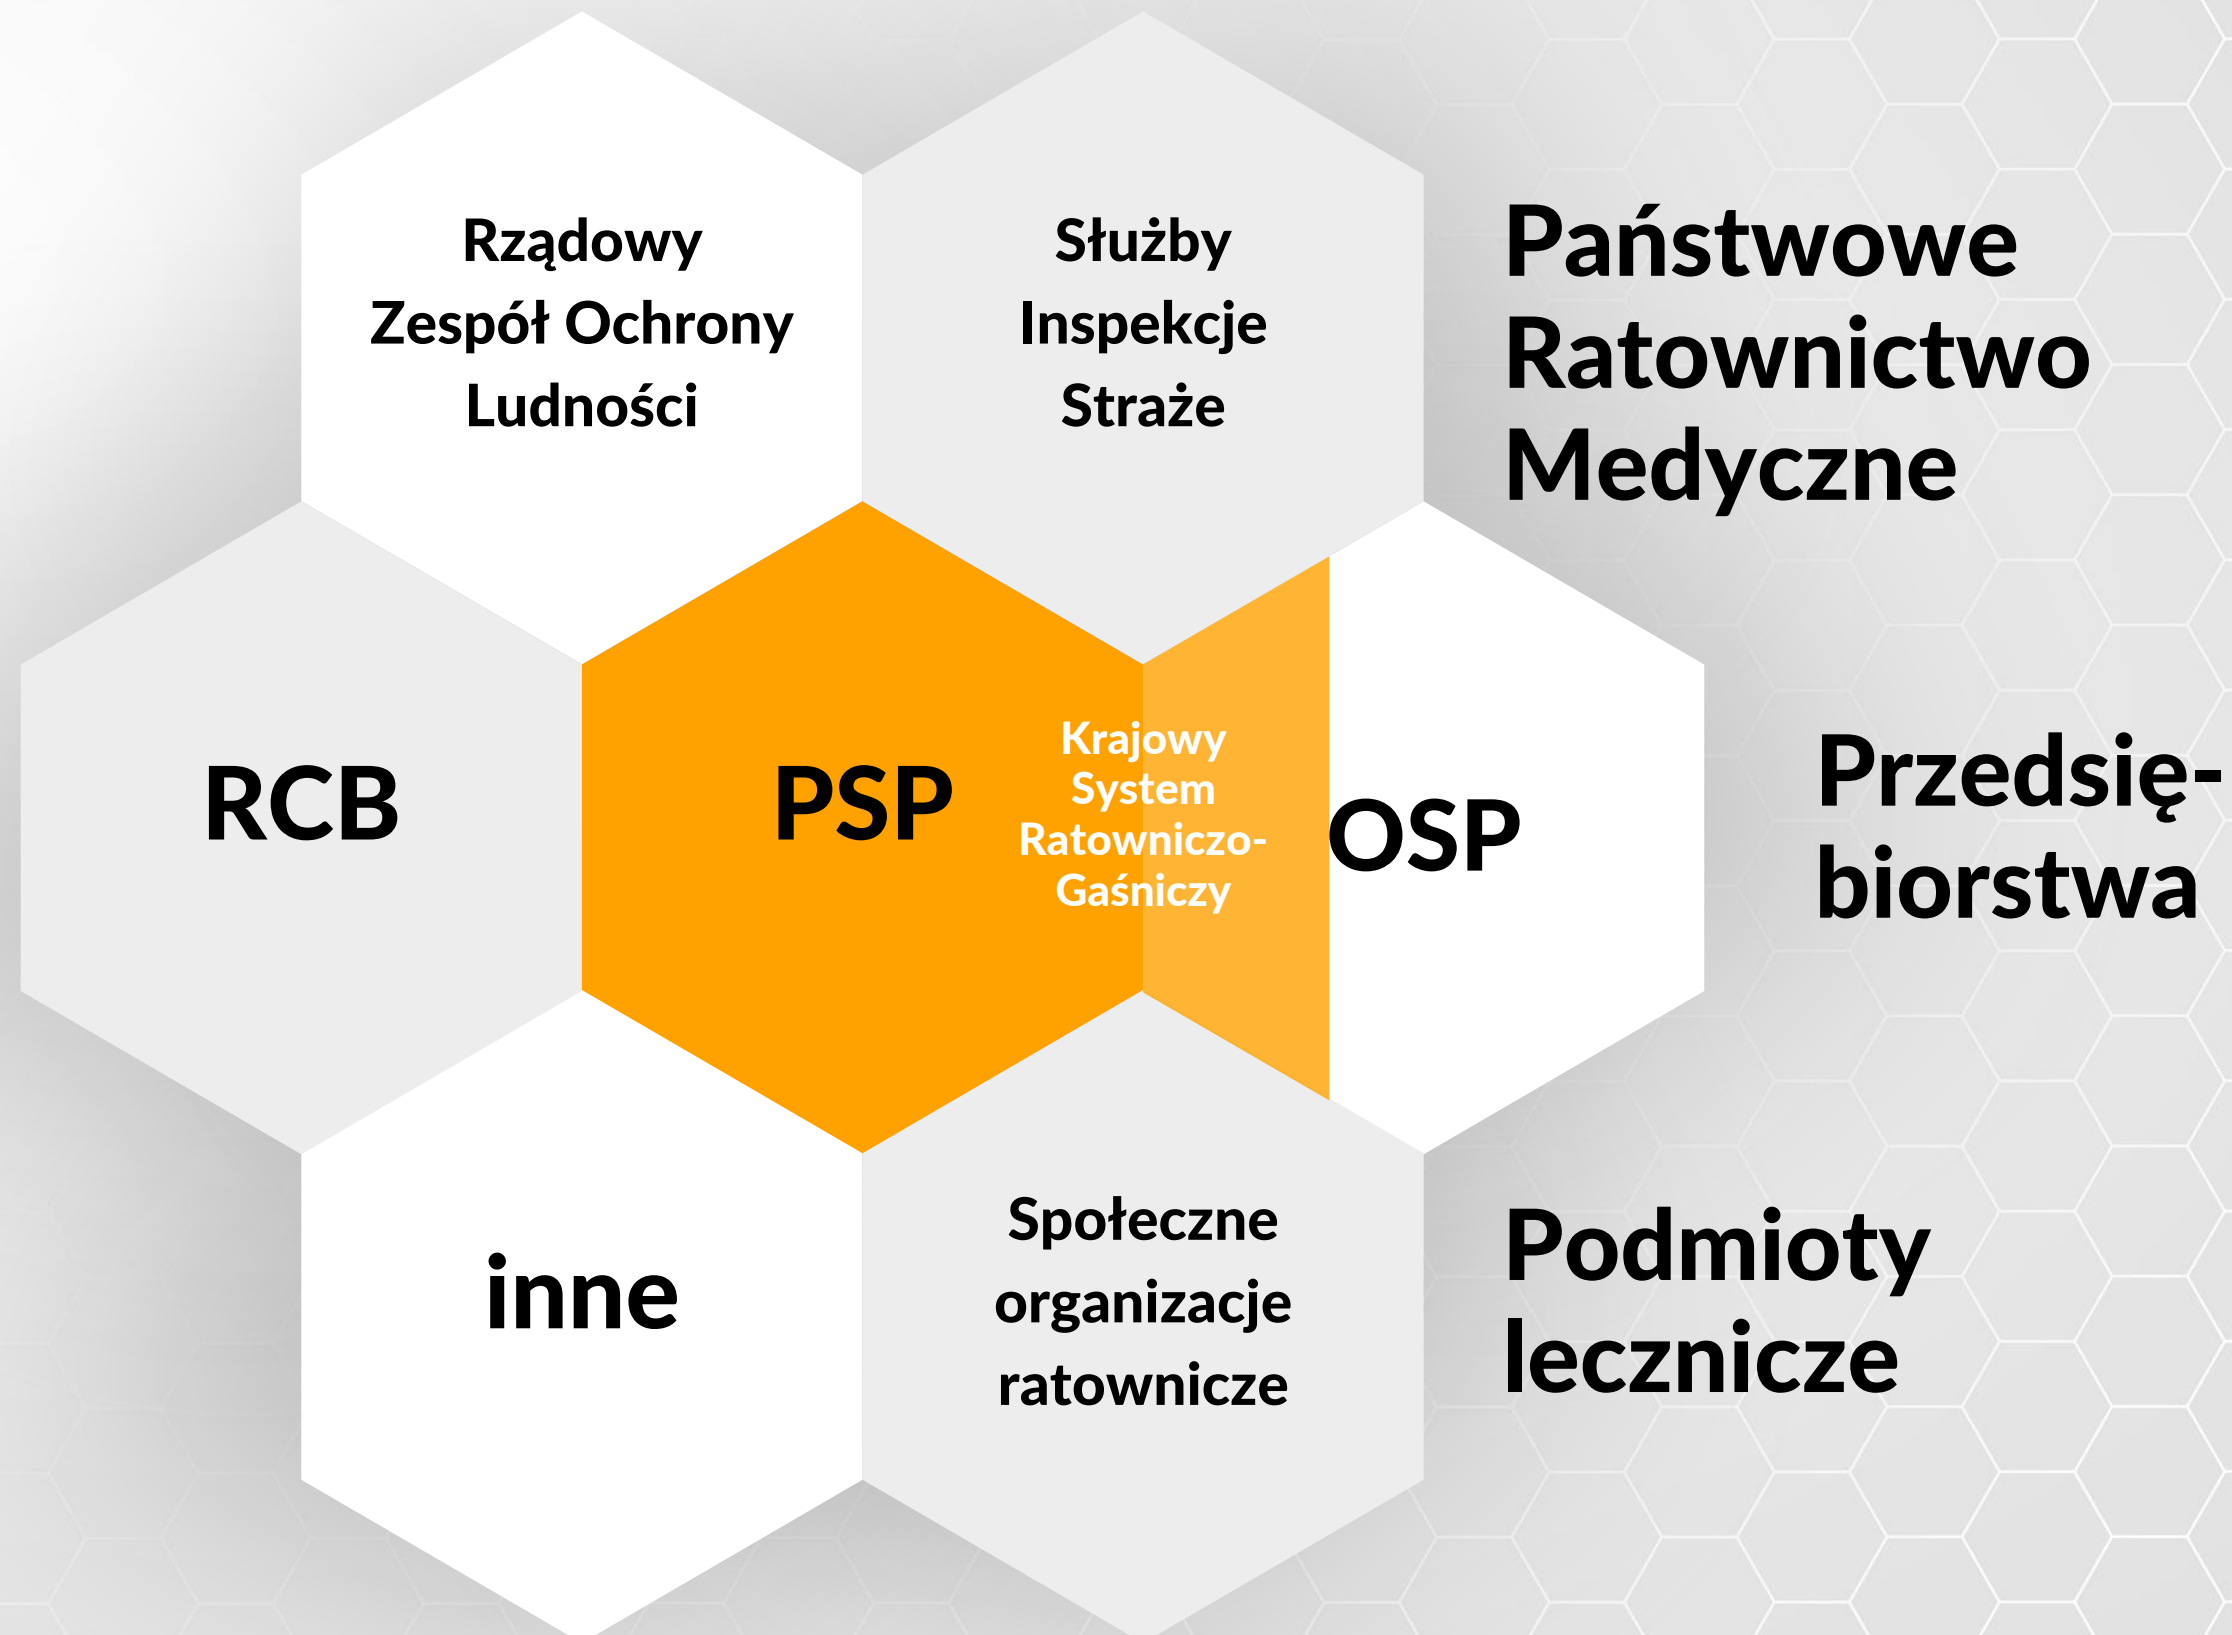 Rządowy
Zespół Ochrony
Ludności
Służby
Inspekcje
Straże
Państwowe
Ratownictwo
Medyczne
RCB
PSP
Krajowy
System
Ratowniczo-
Gaśniczy
OSP
Przedsię-
biorstwa
inne
Społeczne
organizacje
ratownicze
Podmioty
lecznicze